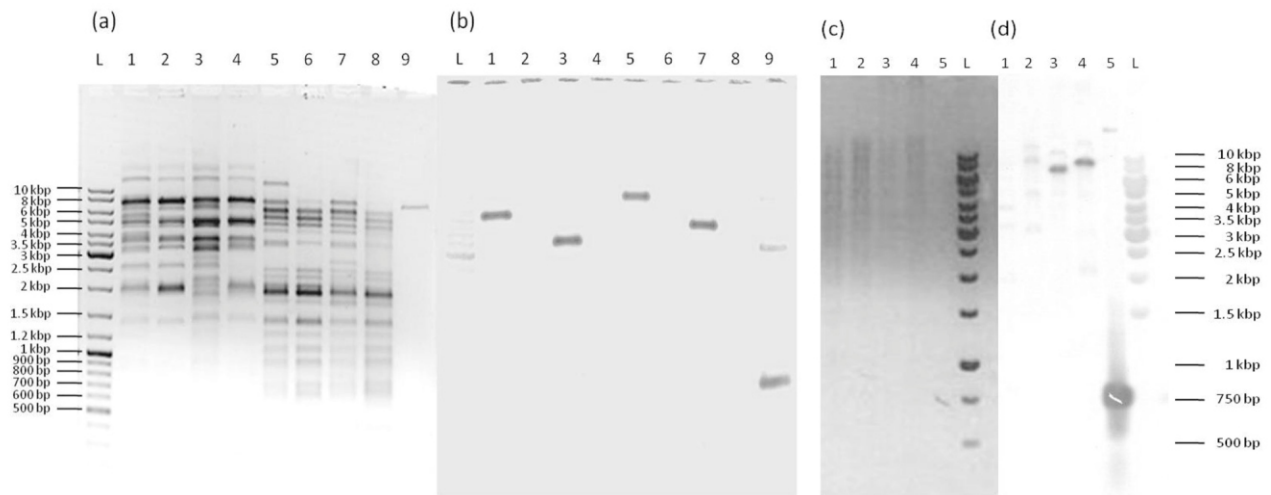 (a)
L 1 2 3 4 5 6 7 8 9
10 kbp
8 kbp
6 kbp
5 kbp
4 kbp
3.5 kbp
3 kbp
2.5 kbp
2 kbp
1.5 kbp
1.2 kbp
1 kbp
900 bp
800 bp
700 bp
600 bp
500 bp
(b)
L 1 2 3 4 5 6 7 8 9
(c)
1 2 3 4 5 L
(d)
1 2 3 4 5 L
10 kbp
8 kbp
6 kbp
5 kbp
4 kbp
3.5 kbp
3 kbp
2.5 kbp
2 kbp
1.5 kbp
1 kbp
750 bp
500 bp